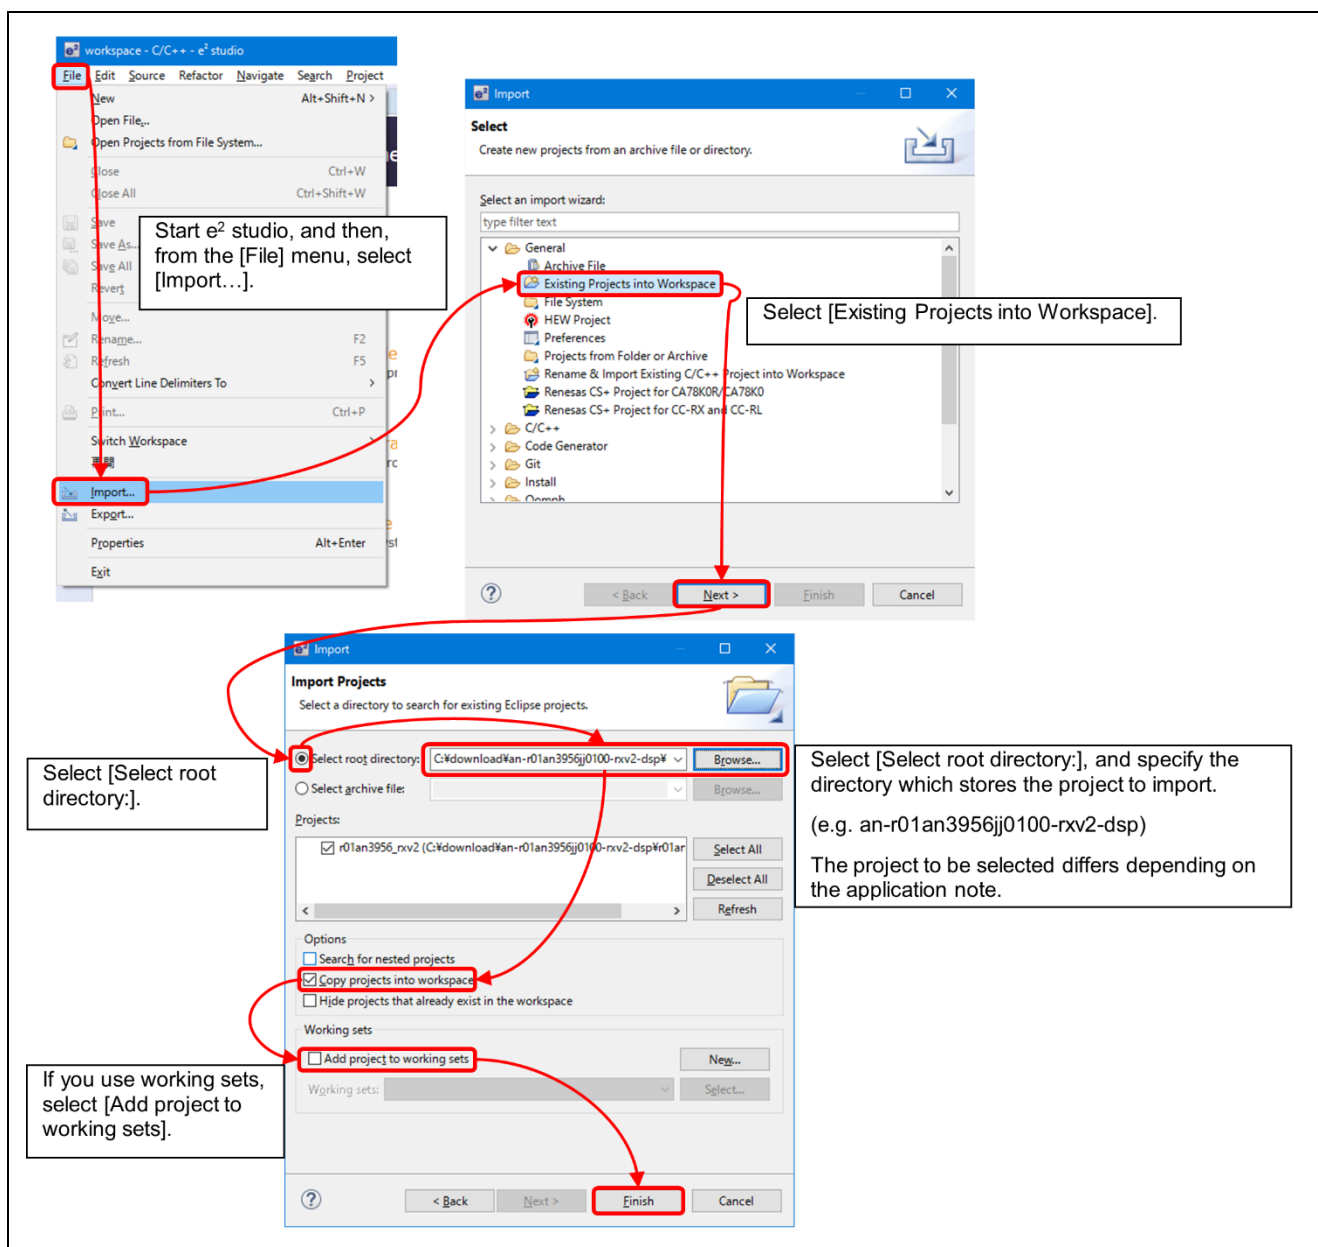 workspace - C/C++ - e² studio
File Edit Source Refactor Navigate Search Project
New Alt+Shift+N >
Open File...
Open Projects from File System...
Close Ctrl+W
Close All Ctrl+Shift+W
Save
Save As...
Save All
Revert
Move...
Rename... F2
Refresh F5
Convert Line Delimiters To >
Print... Ctrl+P
Switch Workspace
再開
Import...
Export...
Properties Alt+Enter
Exit
Start e² studio, and then,
from the [File] menu, select
[Import…].
Import
Select
Create new projects from an archive file or directory.
Select an import wizard:
type filter text
General
Archive File
Existing Projects into Workspace
File System
HEW Project
Preferences
Projects from Folder or Archive
Rename & Import Existing C/C++ Project into Workspace
Renesas CS+ Project for CA78K0R/CA78K0
Renesas CS+ Project for CC-RX and CC-RL
C/C++
Code Generator
Git
Install
Oomph
< Back Next > Finish Cancel
Select [Existing Projects into Workspace].
Import
Import Projects
Select a directory to search for existing Eclipse projects.
Select root directory: C:¥download¥an-r01an3956jj0100-rxv2-dsp¥ Browse...
Select archive file: Browse...
Projects:
r01an3956_rxv2 (C:¥download¥an-r01an3956jj0100-rxv2-dsp¥r01an Select All
Deselect All
Refresh
Options
Search for nested projects
Copy projects into workspace
Hide projects that already exist in the workspace
Working sets
Add project to working sets New...
Working sets: Select...
< Back Next > Finish Cancel
Select [Select root
directory:].
If you use working sets,
select [Add project to
working sets].
Select [Select root directory:], and specify the
directory which stores the project to import.
(e.g. an-r01an3956jj0100-rxv2-dsp)
The project to be selected differs depending on
the application note.